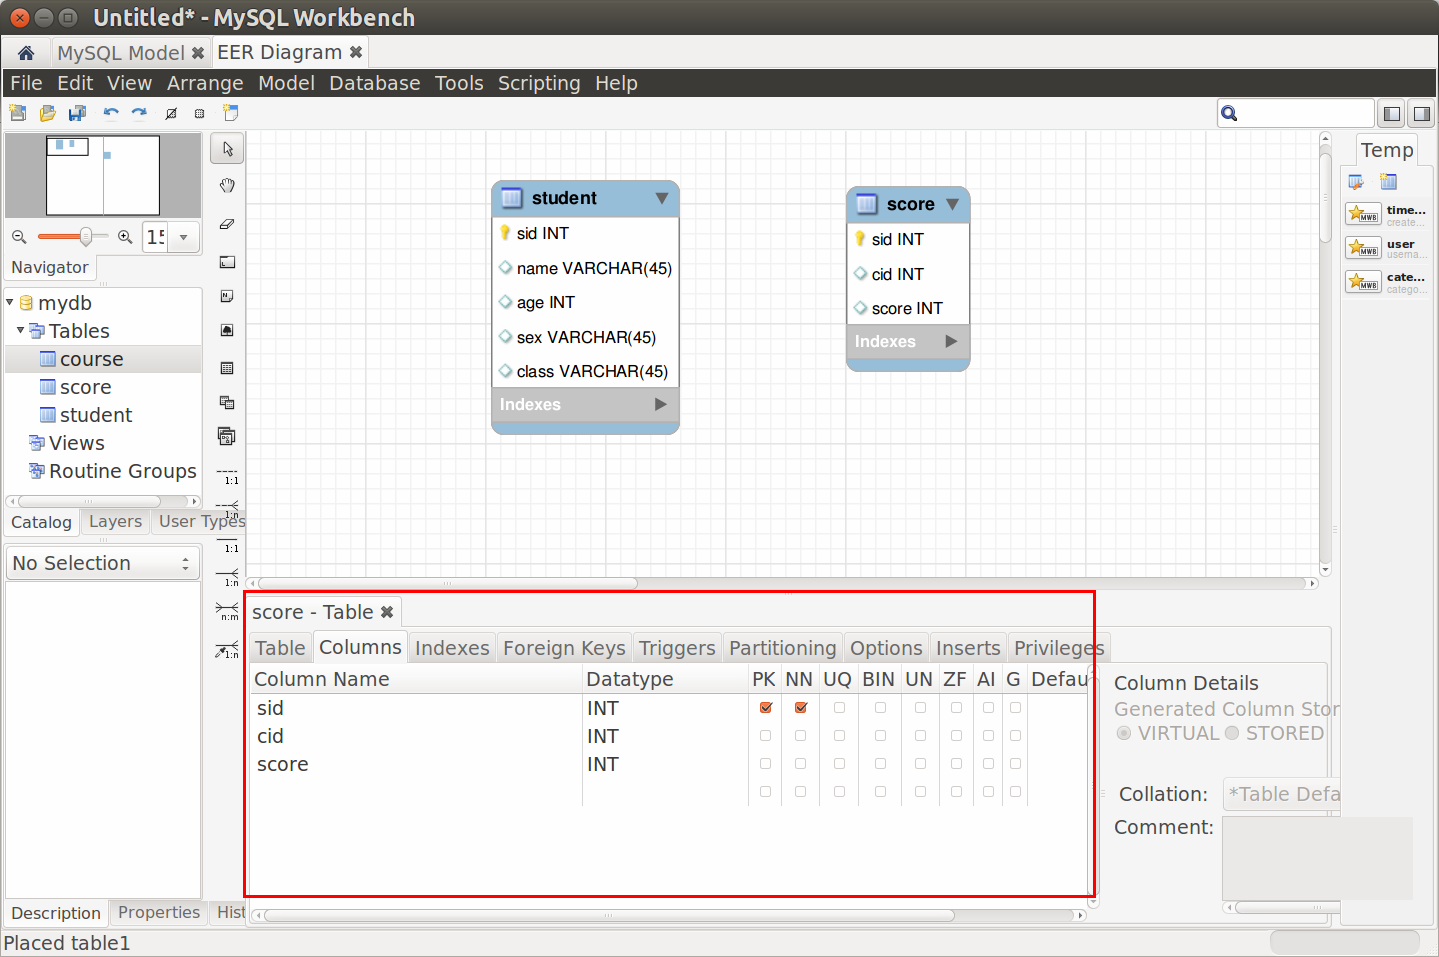 Untitled* - MySQL Workbench
MySQL Model
EER Diagram
File Edit View Arrange Model Database Tools Scripting Help
Navigator
mydb
Tables
course
score
student
Views
Routine Groups
Catalog Layers User Types
No Selection
Description Properties Hist
1:1
1:n
1:1
1:n
n:m
1:n
student
sid INT
name VARCHAR(45)
age INT
sex VARCHAR(45)
class VARCHAR(45)
Indexes
score
sid INT
cid INT
score INT
Indexes
Temp
time...
create...
user
userna...
cate...
catego...
MWB
MWB
MWB
score - Table
Table Columns Indexes Foreign Keys Triggers Partitioning Options Inserts Privileges
Column Name Datatype PK NN UQ BIN UN ZF AI G Defau
sid INT
cid INT
score INT
Column Details
Generated Column Stor
VIRTUAL STORED
Collation: *Table Defa
Comment:
Placed table1